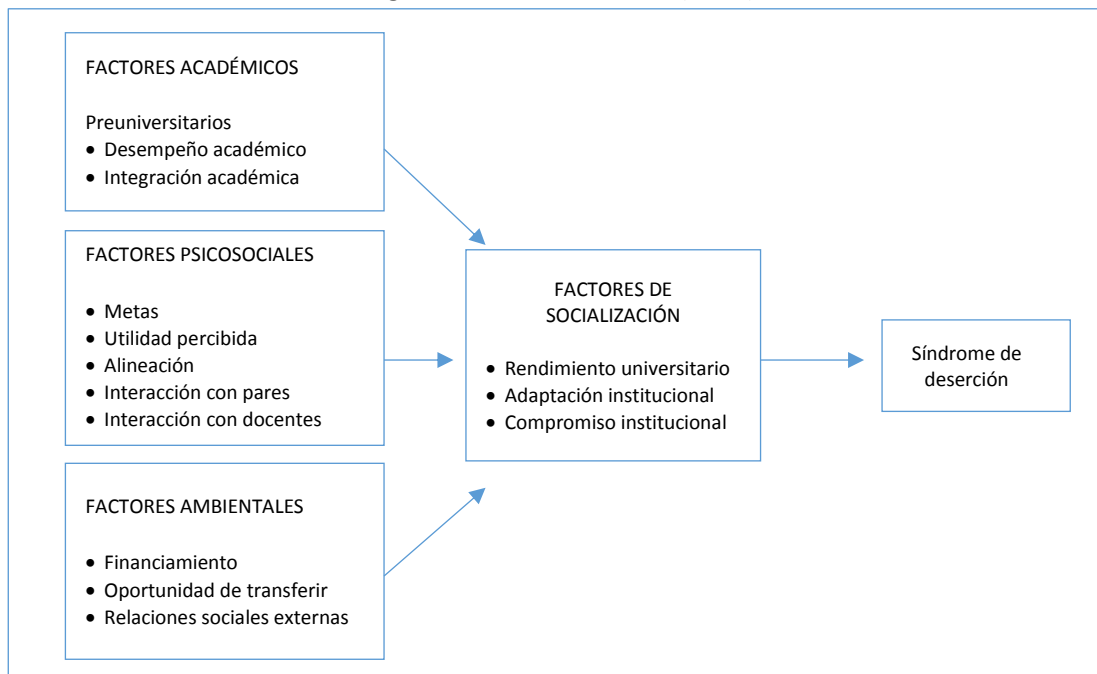 FACTORES ACADÉMICOS
Preuniversitarios
• Desempeño académico
• Integración académica
FACTORES PSICOSOCIALES
• Metas
• Utilidad percibida
• Alineación
• Interacción con pares
• Interacción con docentes
FACTORES AMBIENTALES
• Financiamiento
• Oportunidad de transferir
• Relaciones sociales externas
FACTORES DE
SOCIALIZACIÓN
• Rendimiento universitario
• Adaptación institucional
• Compromiso institucional
Síndrome de
deserción